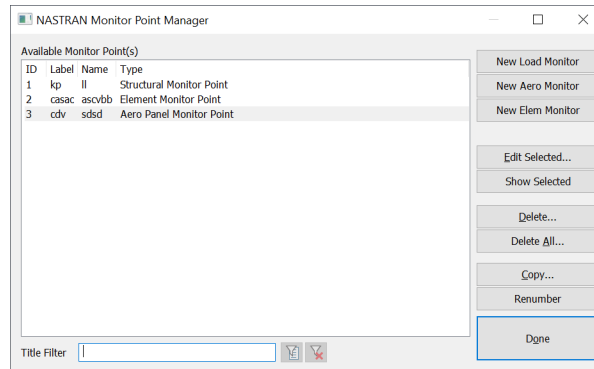 NASTRAN Monitor Point Manager
Available Monitor Point(s)
ID Label Name Type
1 kp ll Structural Monitor Point
2 casac ascvbb Element Monitor Point
3 cdv sdsd Aero Panel Monitor Point
New Load Monitor
New Aero Monitor
New Elem Monitor
Edit Selected...
Show Selected
Delete...
Delete All...
Copy...
Renumber
Done
Title Filter